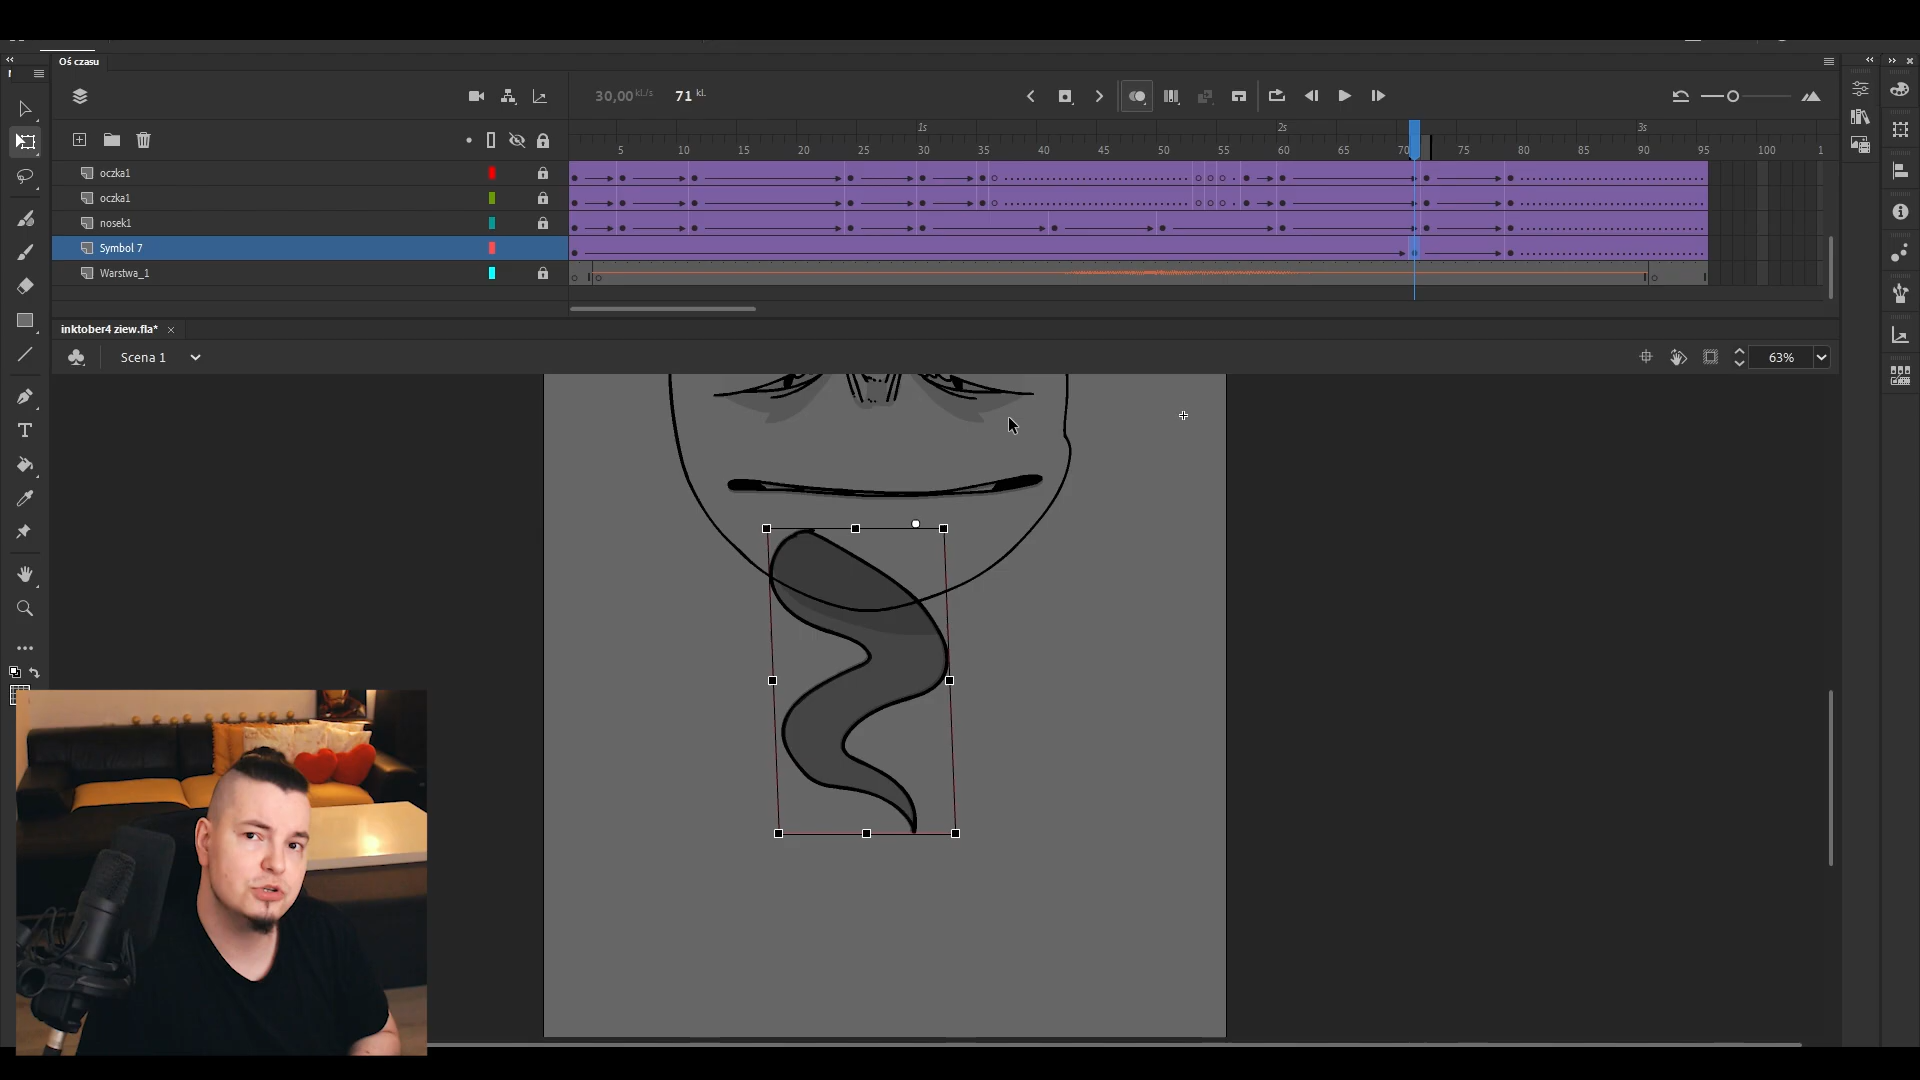 Oś czasu
30,00 kl./s 71 kl.
1s 2s 3s
5 10 15 20 25 30 35 40 45 50 55 60 65 70 75 80 85 90 95 100 1
oczka1
oczka1
nosek1
Symbol 7
Warstwa_1
inktober4 ziew.fla*
Scena 1
63%